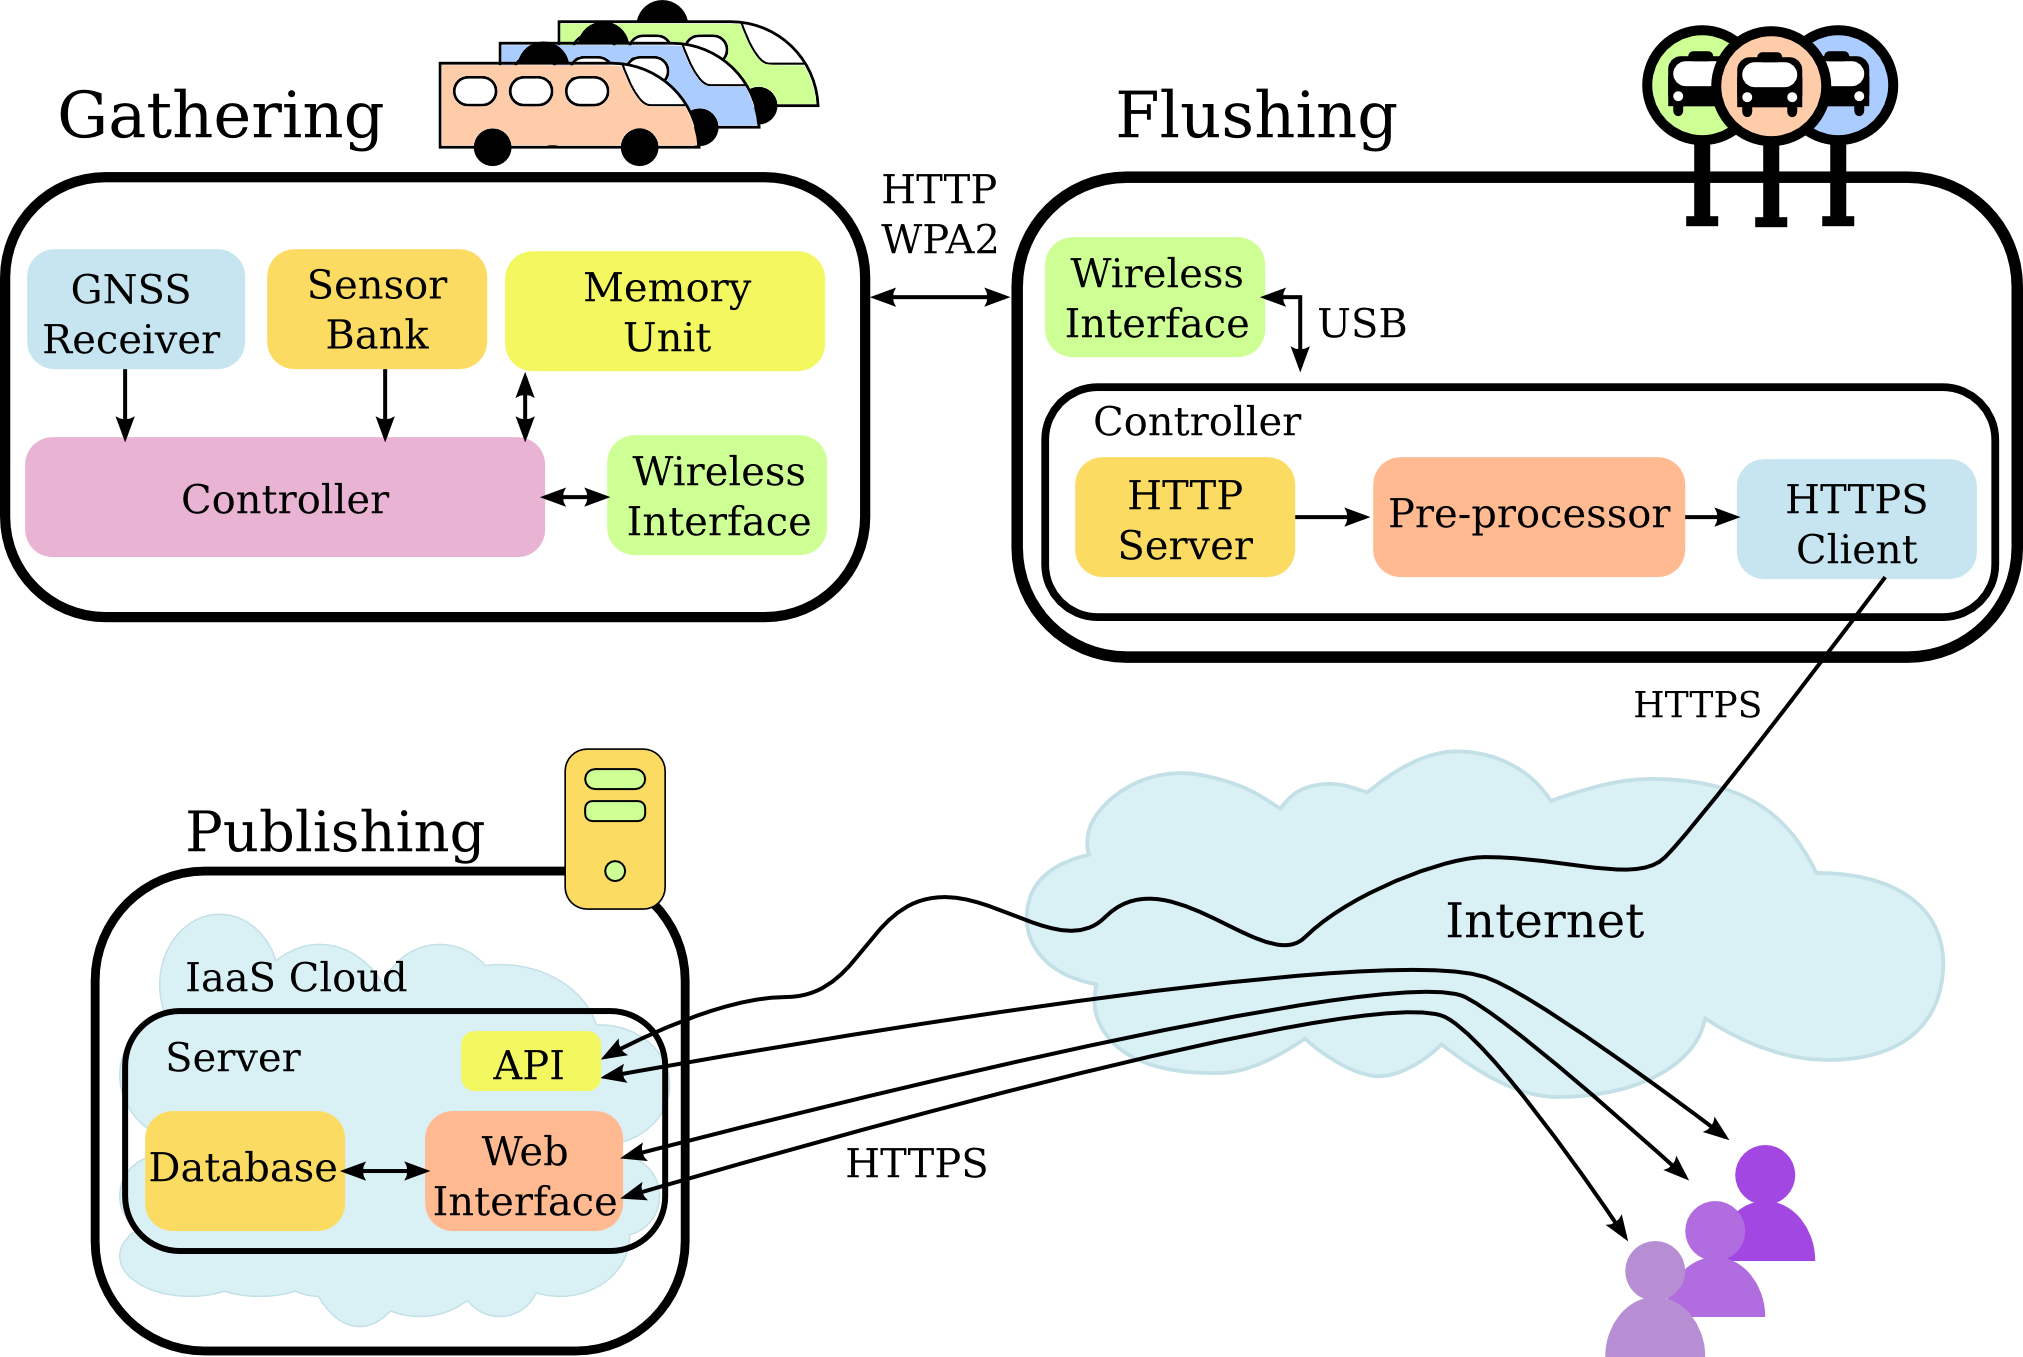 Gathering
GNSS
Receiver
Sensor
Bank
Memory
Unit
Controller
Wireless
Interface
HTTP
WPA2
Flushing
Wireless
Interface
USB
Controller
HTTP
Server
Pre-processor
HTTPS
Client
HTTPS
Internet
Publishing
IaaS Cloud
Server
API
Database
Web
Interface
HTTPS